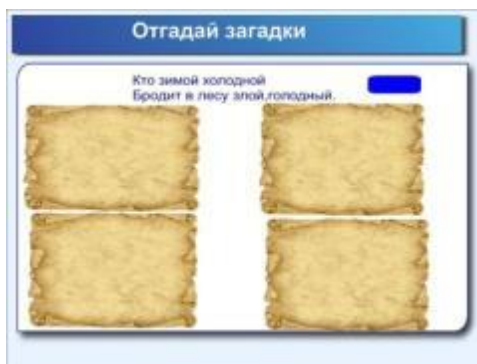 Отгадай загадки
Кто зимой холодной
Бродит в лесу злой,голодный.